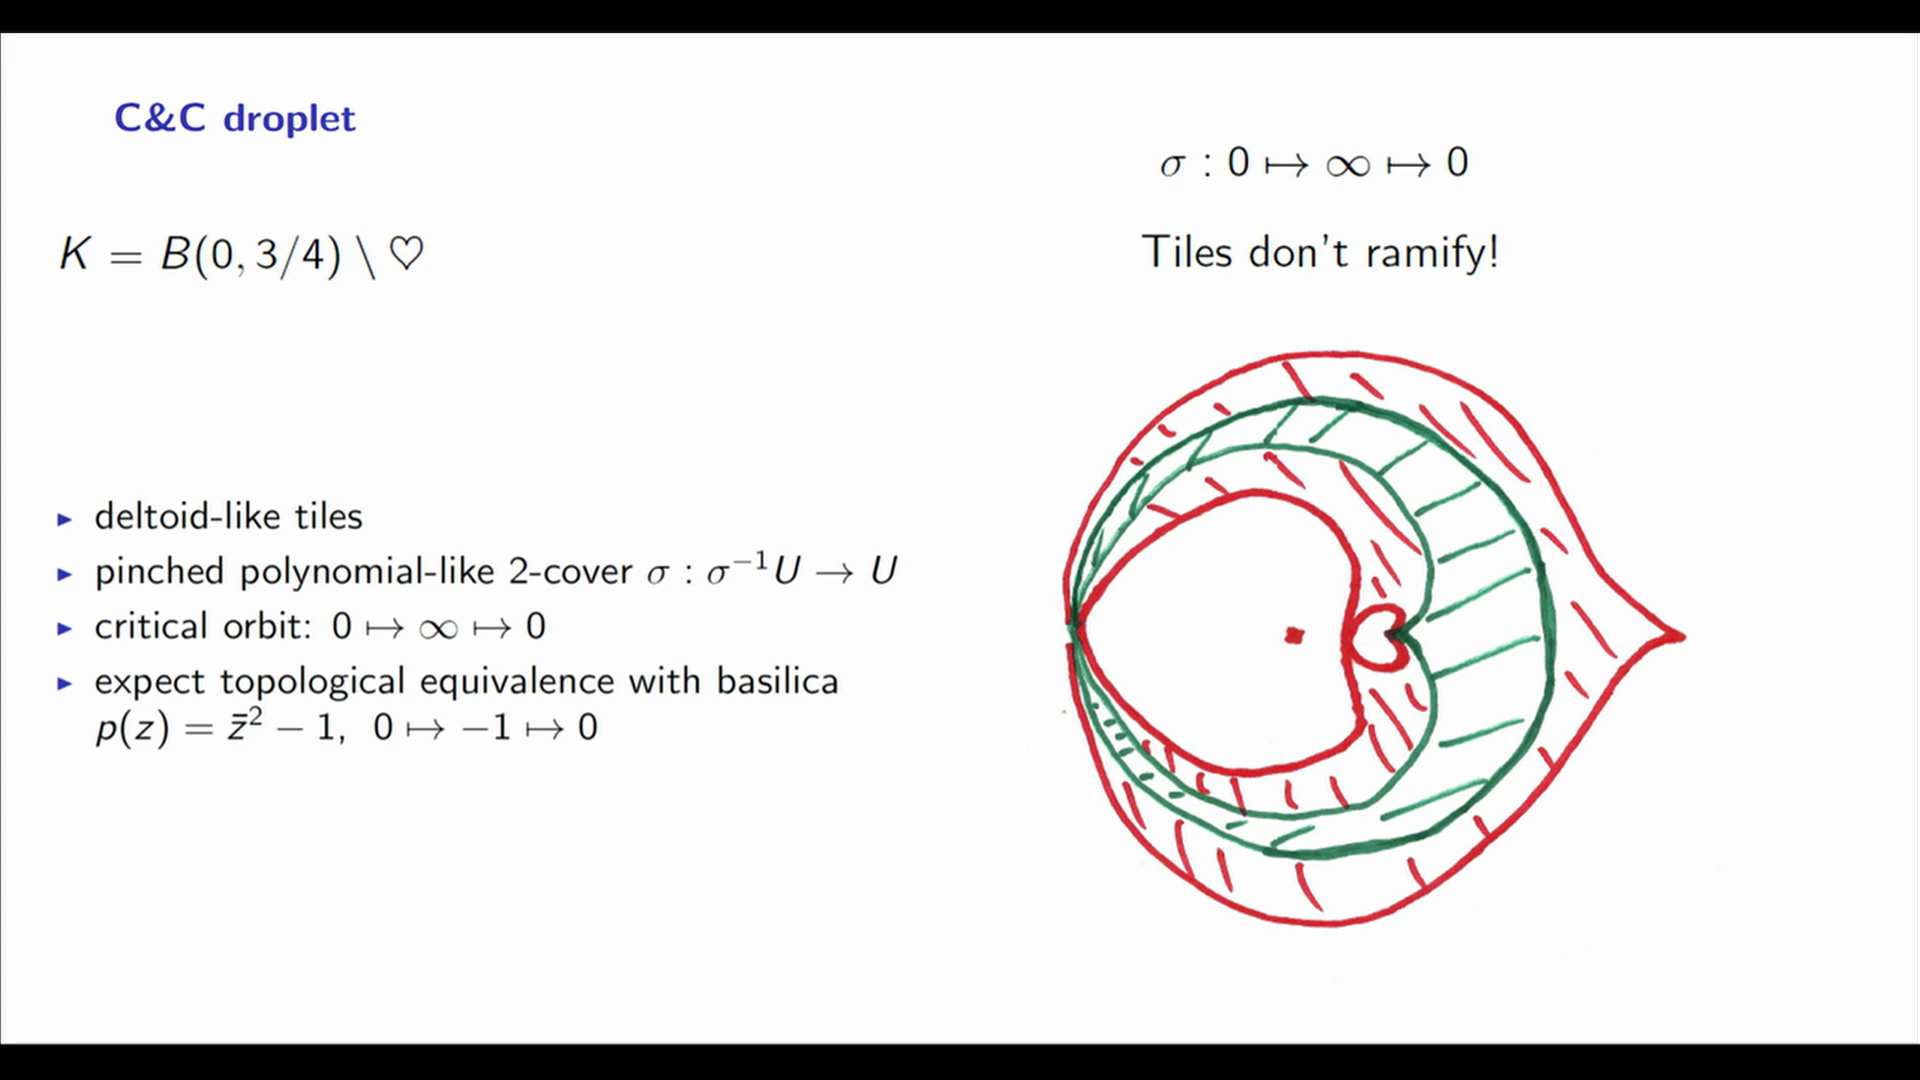 C&C droplet
σ : 0 ↦ ∞ ↦ 0
K = B(0, 3/4) \ ♡
Tiles don't ramify!
▶ deltoid-like tiles
▶ pinched polynomial-like 2-cover σ : σ⁻¹U → U
▶ critical orbit: 0 ↦ ∞ ↦ 0
▶ expect topological equivalence with basilica
p(z) = z̄² − 1, 0 ↦ −1 ↦ 0